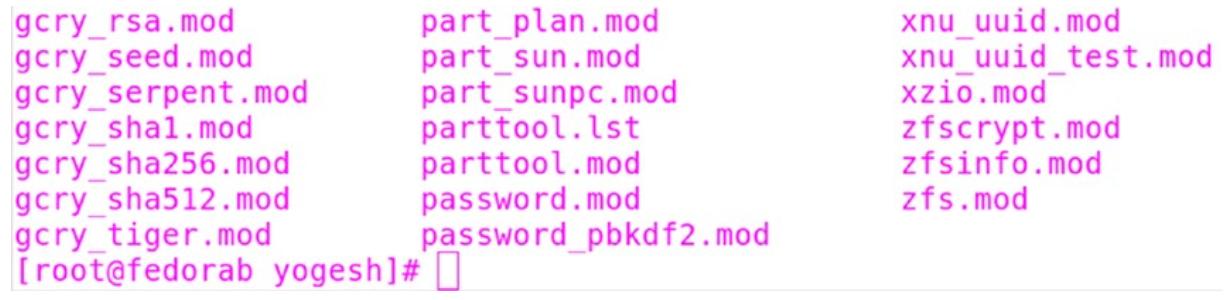 gcry_rsa.mod part_plan.mod xnu_uuid.mod
gcry_seed.mod part_sun.mod xnu_uuid_test.mod
gcry_serpent.mod part_sunpc.mod xzio.mod
gcry_sha1.mod parttool.lst zfscrypt.mod
gcry_sha256.mod parttool.mod zfsinfo.mod
gcry_sha512.mod password.mod zfs.mod
gcry_tiger.mod password_pbkdf2.mod
[root@fedorab yogesh]#